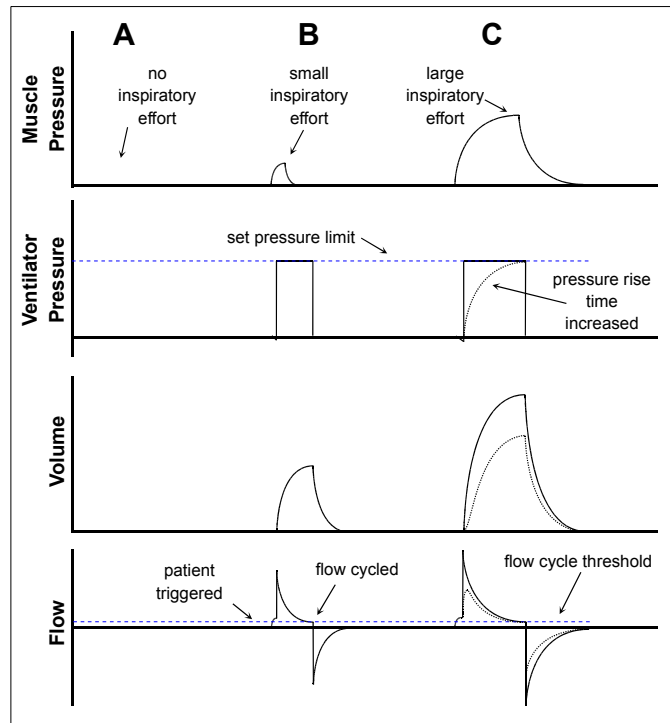 A B C
Muscle
Pressure
no
inspiratory
effort
small
inspiratory
effort
large
inspiratory
effort
Ventilator
Pressure
set pressure limit
pressure rise
time
increased
Volume
Flow
patient
triggered
flow cycled
flow cycle threshold